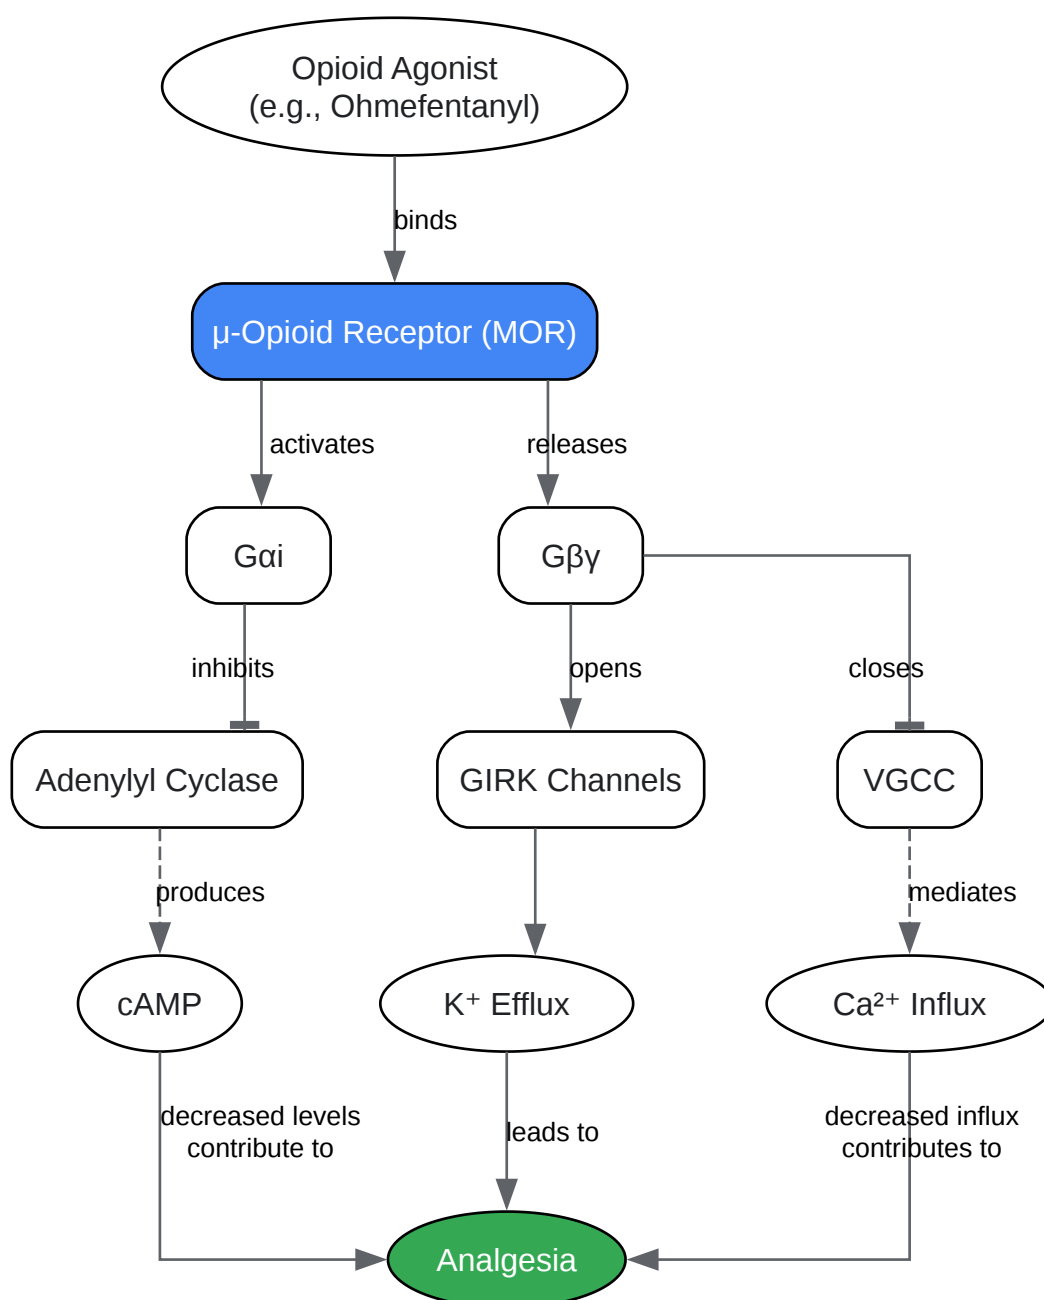 Opioid Agonist
(e.g., Ohmefentanyl)
binds
μ-Opioid Receptor (MOR)
activates
releases
Gαi
Gβγ
inhibits
opens
closes
Adenylyl Cyclase
GIRK Channels
VGCC
produces
mediates
cAMP
K⁺ Efflux
Ca²⁺ Influx
decreased levels
contribute to
leads to
decreased influx
contributes to
Analgesia